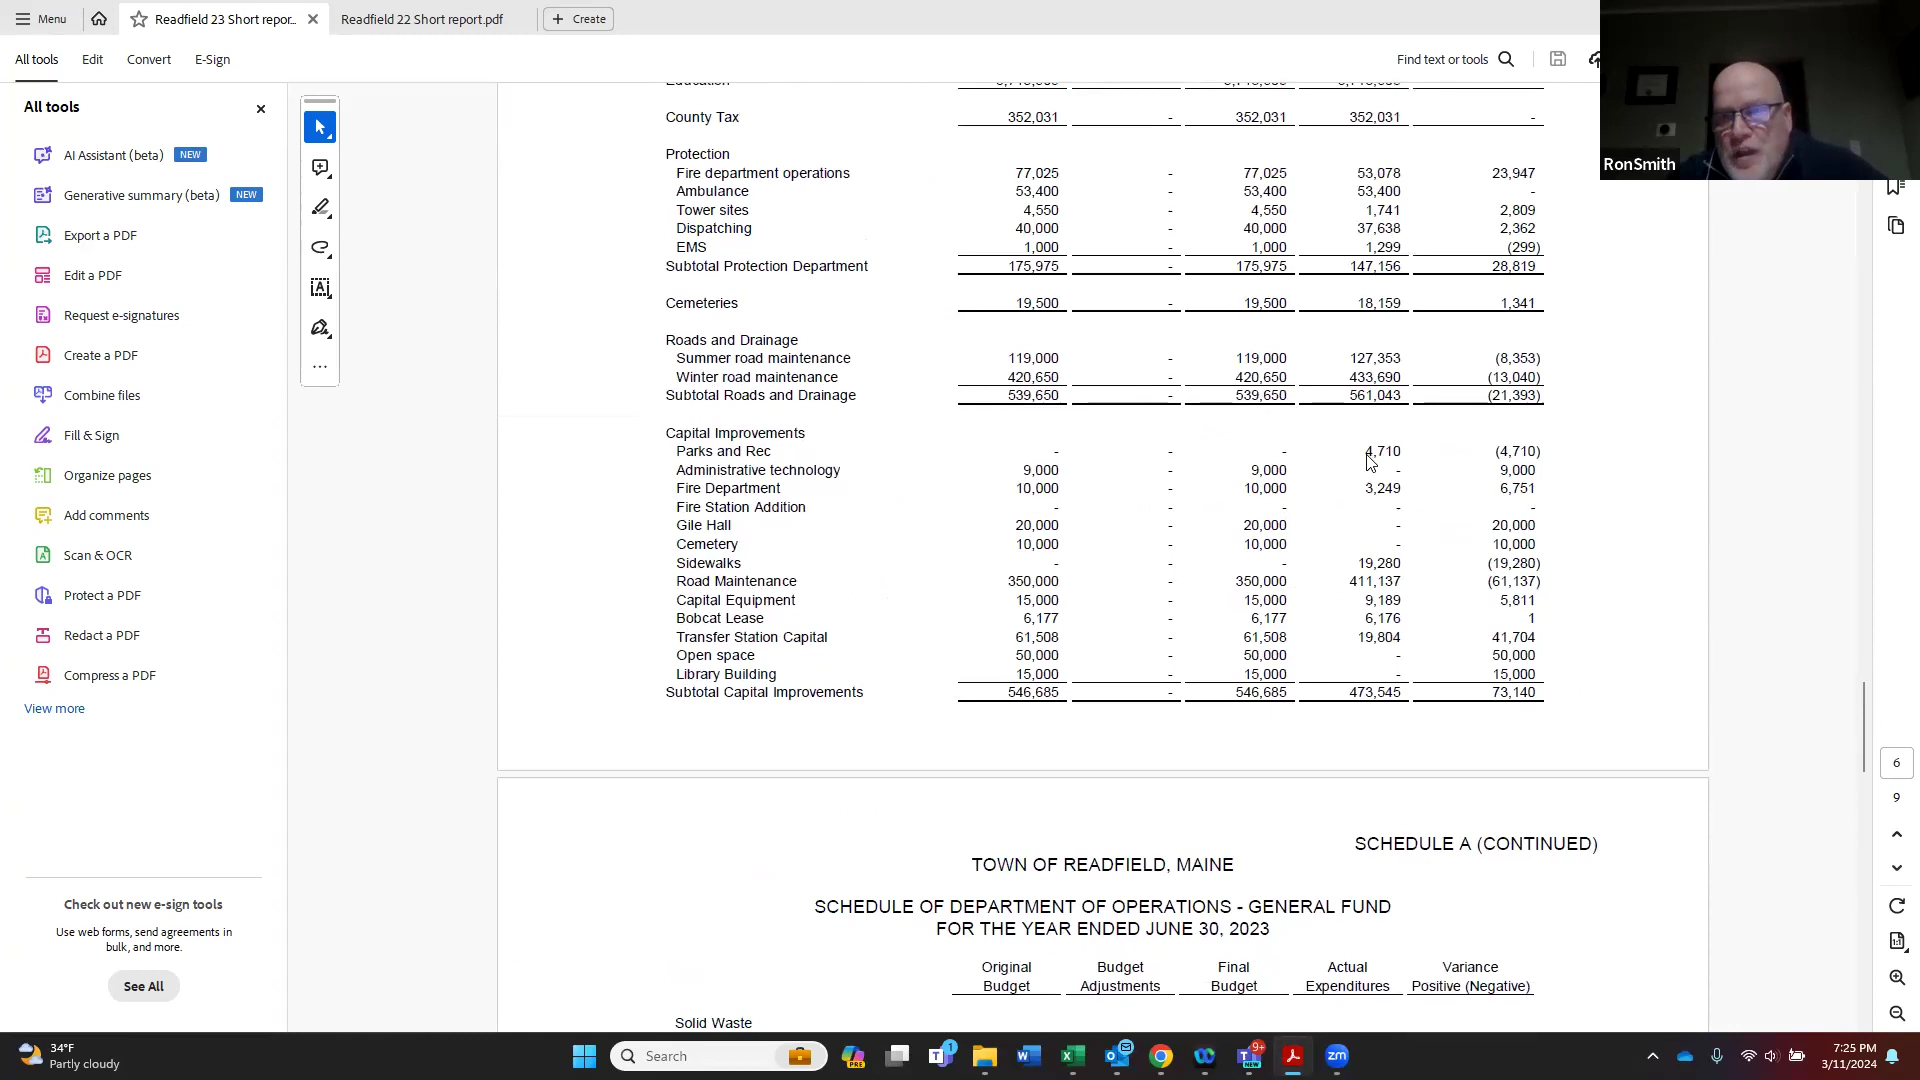 Menu
Readfield 23 Short repor...
Readfield 22 Short report.pdf
Create
All tools
Edit
Convert
E-Sign
Find text or tools
All tools
AI Assistant (beta) NEW
Generative summary (beta) NEW
Export a PDF
Edit a PDF
Request e-signatures
Create a PDF
Combine files
Fill & Sign
Organize pages
Add comments
Scan & OCR
Protect a PDF
Redact a PDF
Compress a PDF
View more
Check out new e-sign tools
Use web forms, send agreements in
bulk, and more.
See All
RonSmith
County Tax 352,031 - 352,031 352,031 -
Protection
Fire department operations 77,025 - 77,025 53,078 23,947
Ambulance 53,400 - 53,400 53,400 -
Tower sites 4,550 - 4,550 1,741 2,809
Dispatching 40,000 - 40,000 37,638 2,362
EMS 1,000 - 1,000 1,299 (299)
Subtotal Protection Department 175,975 - 175,975 147,156 28,819
Cemeteries 19,500 - 19,500 18,159 1,341
Roads and Drainage
Summer road maintenance 119,000 - 119,000 127,353 (8,353)
Winter road maintenance 420,650 - 420,650 433,690 (13,040)
Subtotal Roads and Drainage 539,650 - 539,650 561,043 (21,393)
Capital Improvements
Parks and Rec - - - 4,710 (4,710)
Administrative technology 9,000 - 9,000 - 9,000
Fire Department 10,000 - 10,000 3,249 6,751
Fire Station Addition - - - - -
Gile Hall 20,000 - 20,000 - 20,000
Cemetery 10,000 - 10,000 - 10,000
Sidewalks - - - 19,280 (19,280)
Road Maintenance 350,000 - 350,000 411,137 (61,137)
Capital Equipment 15,000 - 15,000 9,189 5,811
Bobcat Lease 6,177 - 6,177 6,176 1
Transfer Station Capital 61,508 - 61,508 19,804 41,704
Open space 50,000 - 50,000 - 50,000
Library Building 15,000 - 15,000 - 15,000
Subtotal Capital Improvements 546,685 - 546,685 473,545 73,140
SCHEDULE A (CONTINUED)
TOWN OF READFIELD, MAINE
SCHEDULE OF DEPARTMENT OF OPERATIONS - GENERAL FUND
FOR THE YEAR ENDED JUNE 30, 2023
Original Budget Final Actual Variance
Budget Adjustments Budget Expenditures Positive (Negative)
Solid Waste
6
9
34°F
Partly cloudy
Search
7:25 PM
3/11/2024